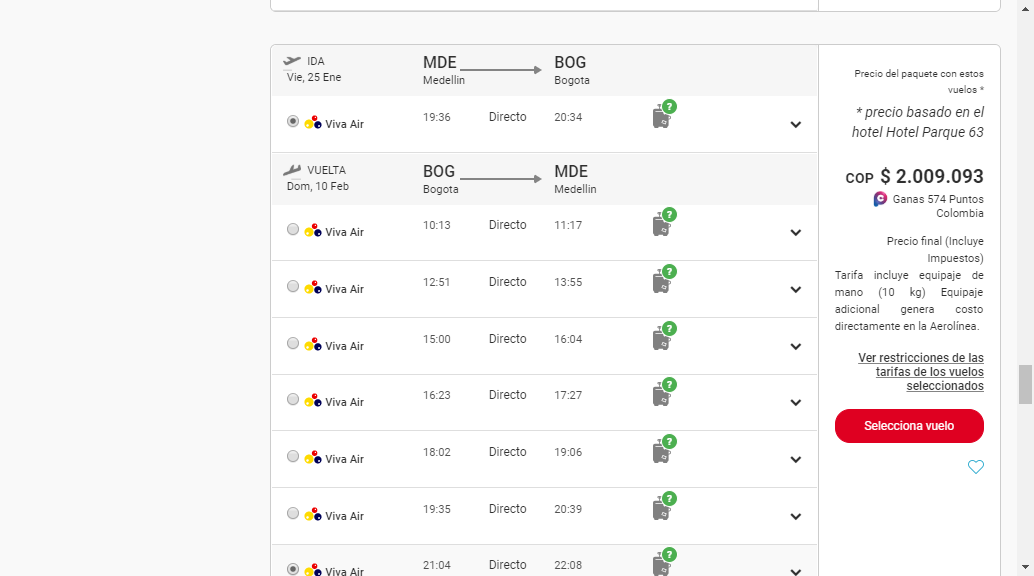 IDA
Vie, 25 Ene
MDE
Medellin
BOG
Bogota
Viva Air
19:36
Directo
20:34
?
VUELTA
Dom, 10 Feb
BOG
Bogota
MDE
Medellin
Viva Air
10:13
Directo
11:17
?
Viva Air
12:51
Directo
13:55
?
Viva Air
15:00
Directo
16:04
?
Viva Air
16:23
Directo
17:27
?
Viva Air
18:02
Directo
19:06
?
Viva Air
19:35
Directo
20:39
?
Viva Air
21:04
Directo
22:08
?
Precio del paquete con estos
vuelos *
* precio basado en el
hotel Hotel Parque 63
COP $ 2.009.093
Ganas 574 Puntos
Colombia
Precio final (Incluye
Impuestos)
Tarifa incluye equipaje de
mano (10 kg) Equipaje
adicional genera costo
directamente en la Aerolínea.
Ver restricciones de las
tarifas de los vuelos
seleccionados
Selecciona vuelo